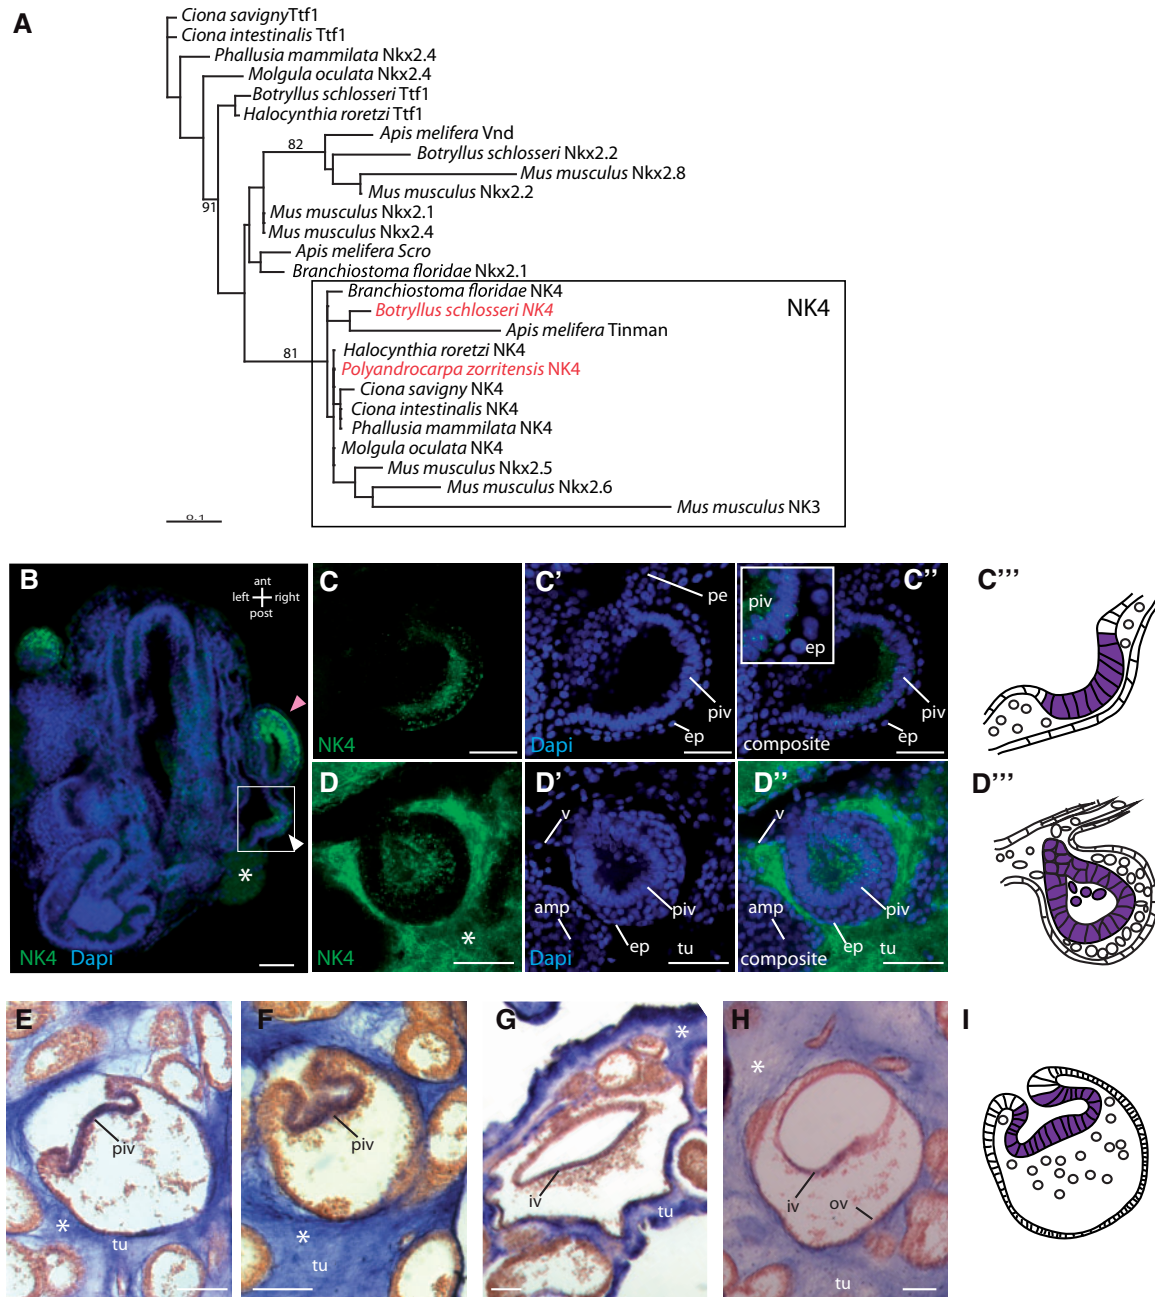 A
Ciona savignyTtf1
Ciona intestinalis Ttf1
Phallusia mammilata Nkx2.4
Molgula oculata Nkx2.4
Botryllus schlosseri Ttf1
Halocynthia roretzi Ttf1
Apis melifera Vnd
82
Botryllus schlosseri Nkx2.2
Mus musculus Nkx2.8
Mus musculus Nkx2.2
91
Mus musculus Nkx2.1
Mus musculus Nkx2.4
Apis melifera Scro
Branchiostoma floridae Nkx2.1
Branchiostoma floridae NK4
NK4
Botryllus schlosseri NK4
Apis melifera Tinman
81
Halocynthia roretzi NK4
Polyandrocarpa zorritensis NK4
Ciona savigny NK4
Ciona intestinalis NK4
Phallusia mammilata NK4
Molgula oculata NK4
Mus musculus Nkx2.5
Mus musculus Nkx2.6
Mus musculus NK3
B
ant
left right
post
*
NK4 Dapi
C
NK4
C'
pe
piv
ep
Dapi
C''
piv
ep
piv
ep
composite
C'''
D
*
NK4
D'
v
amp
piv
ep
tu
Dapi
D''
v
amp
piv
ep
tu
composite
D'''
E
piv
*
tu
F
piv
*
tu
G
*
iv
tu
H
*
iv
ov
tu
I